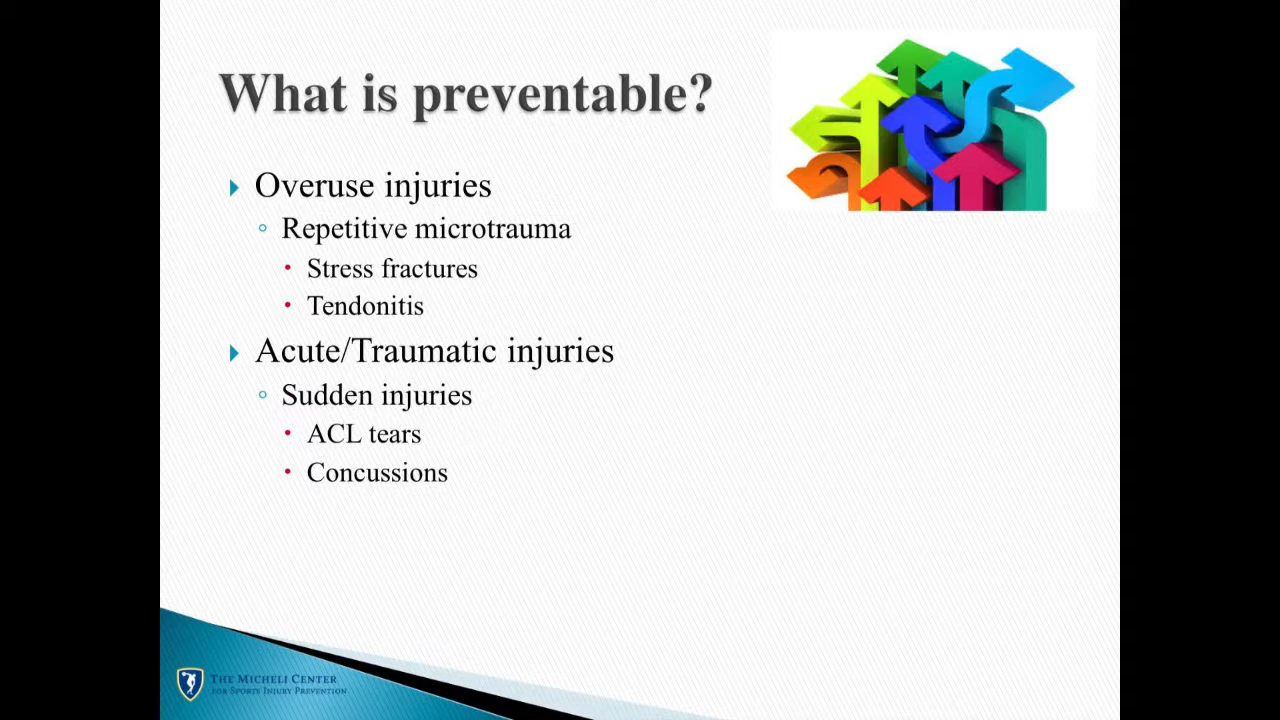 What is preventable?
Overuse injuries
Repetitive microtrauma
Stress fractures
Tendonitis
Acute/Traumatic injuries
Sudden injuries
ACL tears
Concussions
THE MICHELI CENTER
FOR SPORTS INJURY PREVENTION